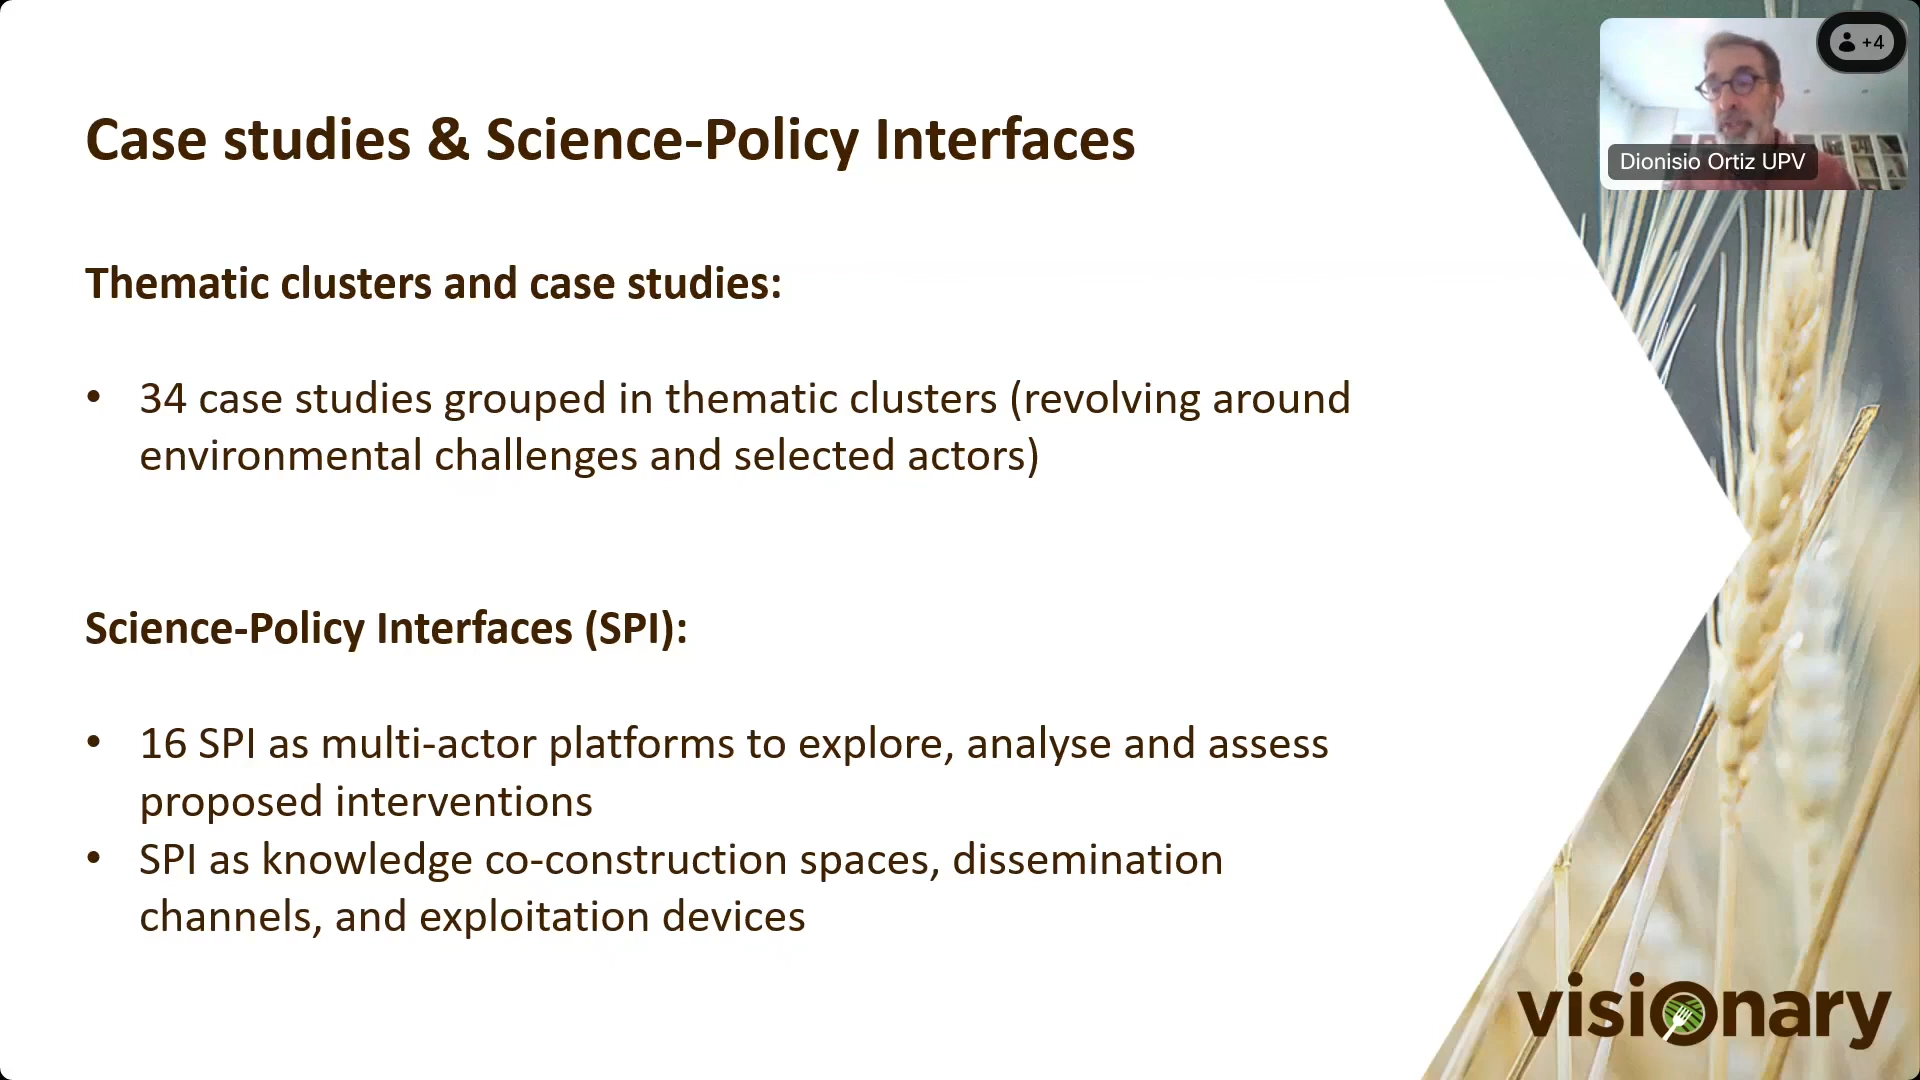 Case studies & Science-Policy Interfaces
+4
Dionisio Ortiz UPV
Thematic clusters and case studies:
• 34 case studies grouped in thematic clusters (revolving around
environmental challenges and selected actors)
Science-Policy Interfaces (SPI):
• 16 SPI as multi-actor platforms to explore, analyse and assess
proposed interventions
• SPI as knowledge co-construction spaces, dissemination
channels, and exploitation devices
visionary